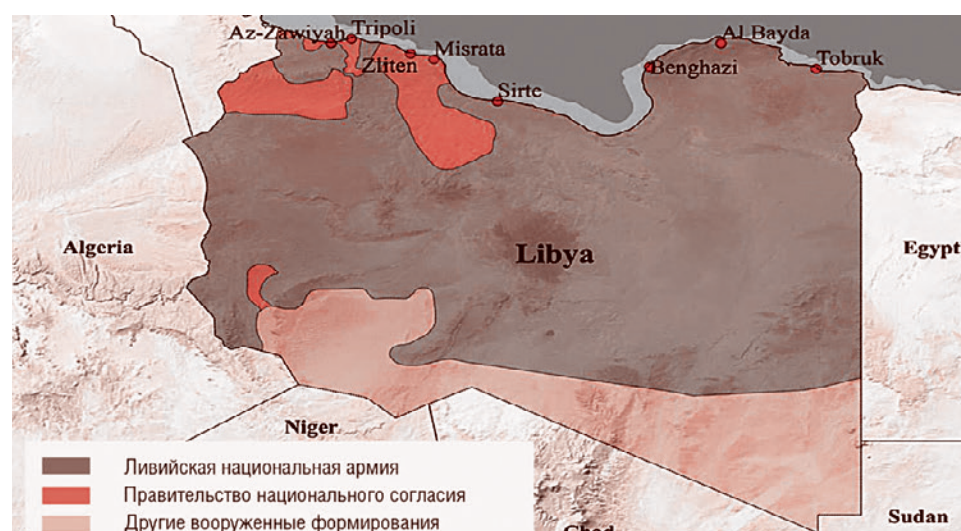 Az-Zawiyah
Tripoli
Zliten
Misrata
Sirte
Benghazi
Al Bayda
Tobruk
Algeria
Libya
Egypt
Niger
Chad
Sudan
Ливийская национальная армия
Правительство национального согласия
Другие вооруженные формирования